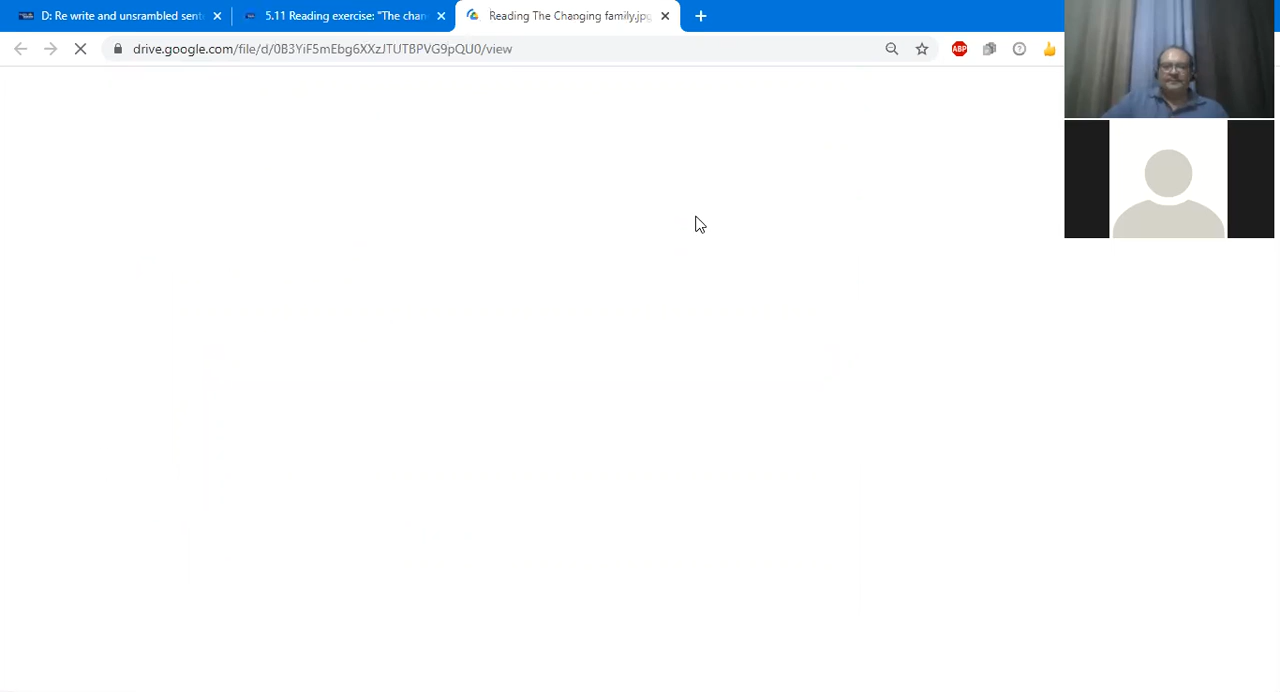 D: Re write and unsrambled sent
5.11 Reading exercise: "The chan
Reading The Changing family.jpg
drive.google.com/file/d/0B3YiF5mEbg6XXzJTUTBPVG9pQU0/view
ABP